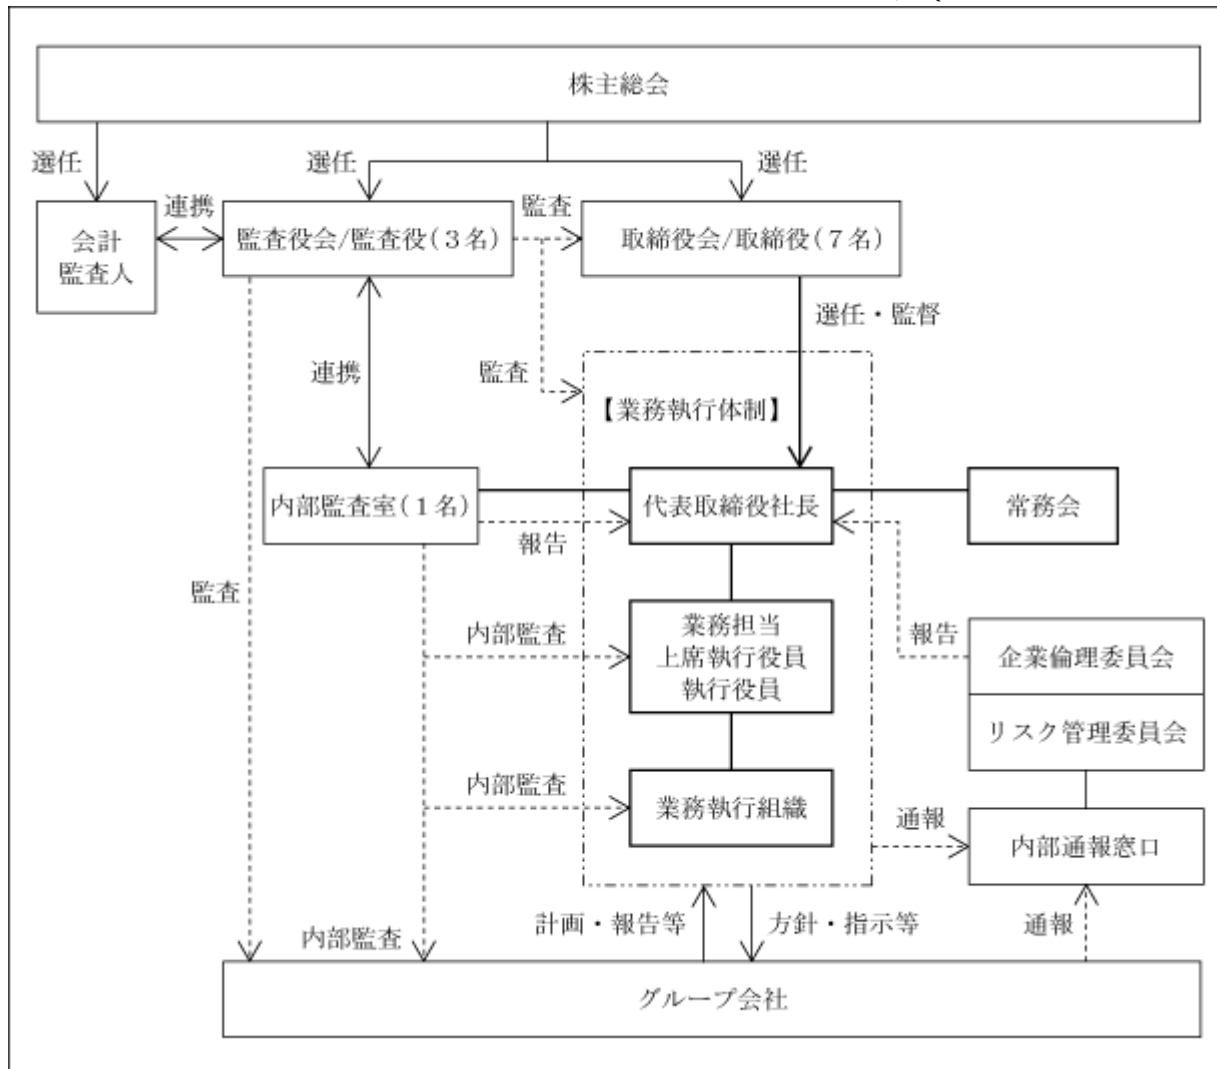 株主総会
選任
選任
選任
連携
監査
会計
監査人
監査役会/監査役(3名)
取締役会/取締役(7名)
選任・監督
連携
監査
【業務執行体制】
内部監査室(1名)
代表取締役社長
常務会
報告
監査
内部監査
業務担当
上席執行役員
執行役員
報告
企業倫理委員会
リスク管理委員会
内部監査
業務執行組織
通報
内部通報窓口
内部監査
計画・報告等
方針・指示等
通報
グループ会社